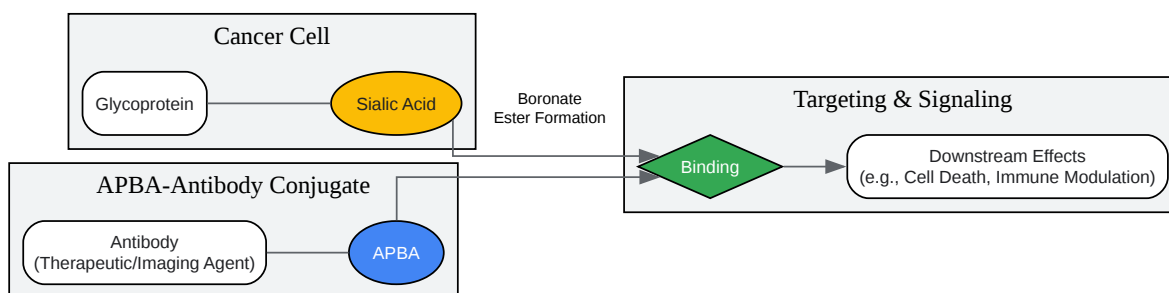 Cancer Cell
Glycoprotein
Sialic Acid
Boronate
Ester Formation
Targeting & Signaling
Binding
Downstream Effects
(e.g., Cell Death, Immune Modulation)
APBA-Antibody Conjugate
Antibody
(Therapeutic/Imaging Agent)
APBA